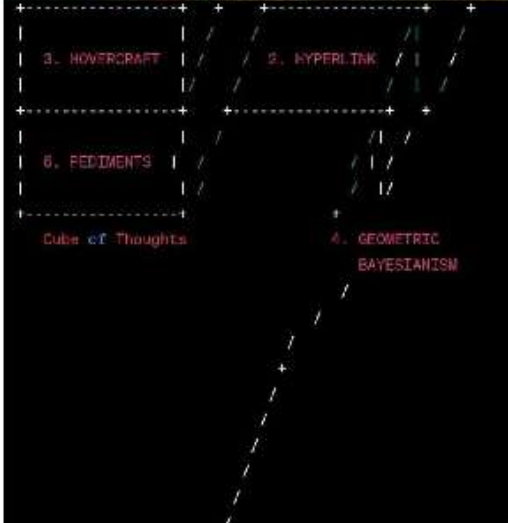 3. HOVERCRAFT
2. HYPERLINK
6. PEDIMENTS
Cube of Thoughts
4. GEOMETRIC
BAYESIANISM